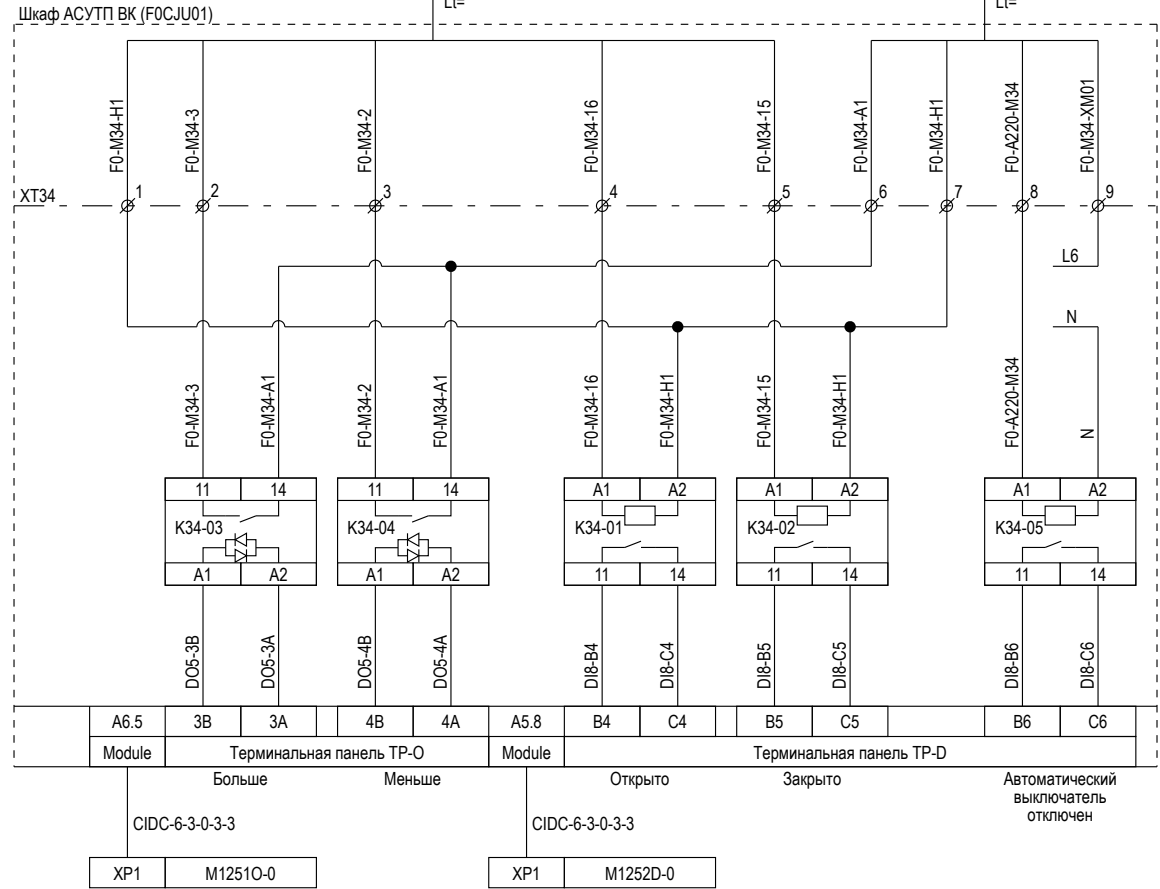 Lt=
Lt=
Шкаф АСУТП ВК (F0CJU01)
F0-M34-H1
F0-M34-3
F0-M34-2
F0-M34-16
F0-M34-15
F0-M34-A1
F0-M34-H1
F0-A220-M34
F0-M34-XM01
XT34
1
2
3
4
5
6
7
8
9
L6
N
F0-M34-3
F0-M34-A1
F0-M34-2
F0-M34-A1
F0-M34-16
F0-M34-H1
F0-M34-15
F0-M34-H1
F0-A220-M34
N
11 14
11 14
A1 A2
A1 A2
A1 A2
K34-03
K34-04
K34-01
K34-02
K34-05
A1 A2
A1 A2
11 14
11 14
11 14
DO5-3B
DO5-3A
DO5-4B
DO5-4A
DI8-B4
DI8-C4
DI8-B5
DI8-C5
DI8-B6
DI8-C6
A6.5 3B 3A 4B 4A A5.8 B4 C4 B5 C5 B6 C6
Module Терминальная панель TP-O Module Терминальная панель TP-D
Больше
Меньше
Открыто
Закрыто
Автоматический
выключатель
отключен
CIDC-6-3-0-3-3
CIDC-6-3-0-3-3
XP1 M1251O-0
XP1 M1252D-0